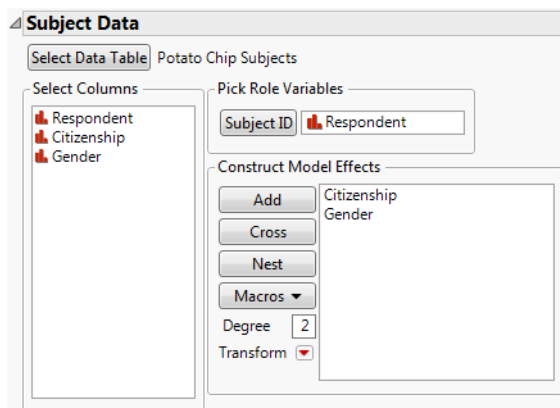 Subject Data
Select Data Table Potato Chip Subjects
Select Columns
Respondent
Citizenship
Gender
Pick Role Variables
Subject ID Respondent
Construct Model Effects
Add
Cross
Nest
Macros
Degree 2
Transform
Citizenship
Gender